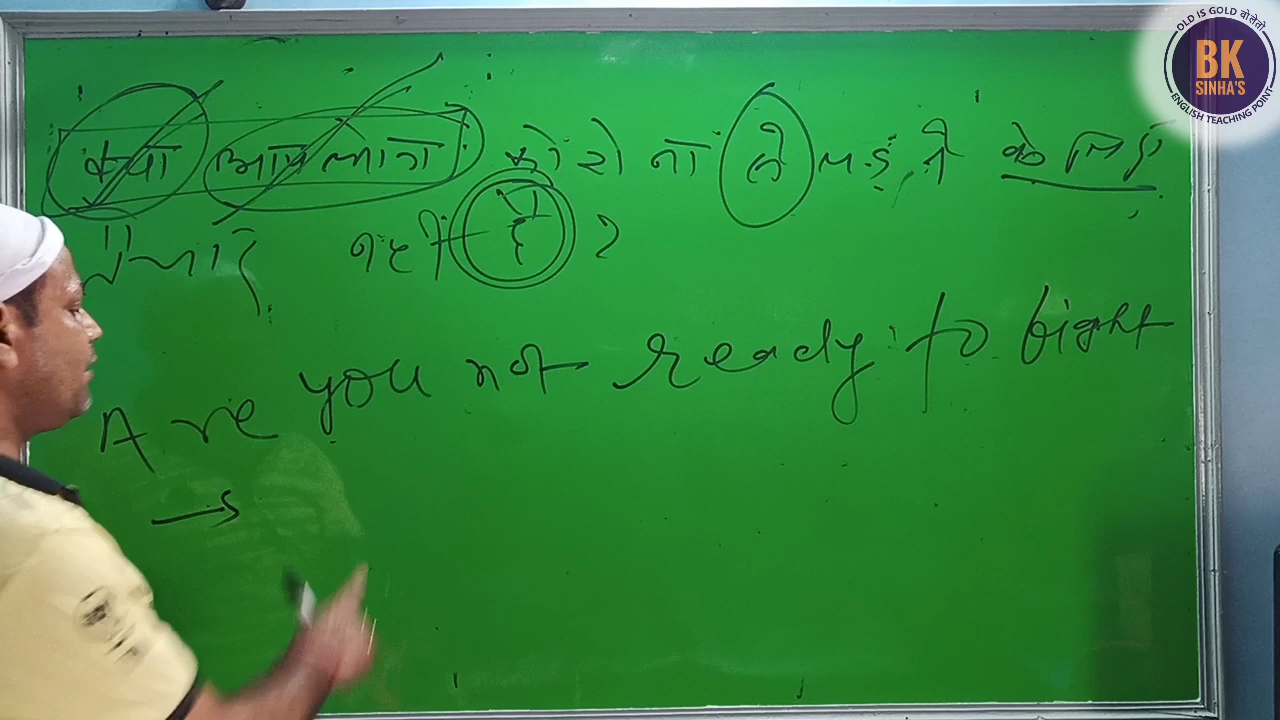 क्या आप लोग कोरोना से लड़ने के लिए
तैयार नहीं हैं ?
Are you not ready to fight
→
OLD IS GOLD बोलेतो
BK
SINHA'S
ENGLISH TEACHING POINT